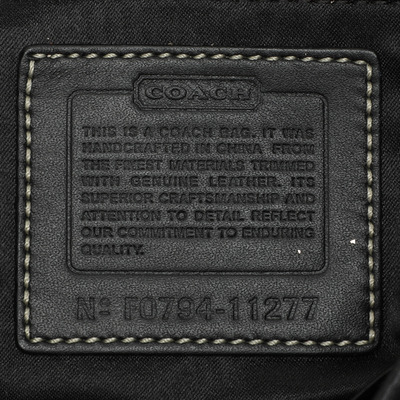 COACH
THIS IS A COACH BAG. IT WAS
HANDCRAFTED IN CHINA FROM
THE FINEST MATERIALS TRIMMED
WITH GENUINE LEATHER. ITS
SUPERIOR CRAFTSMANSHIP AND
ATTENTION TO DETAIL REFLECT
OUR COMMITMENT TO ENDURING
QUALITY.
Nº F0794-11277